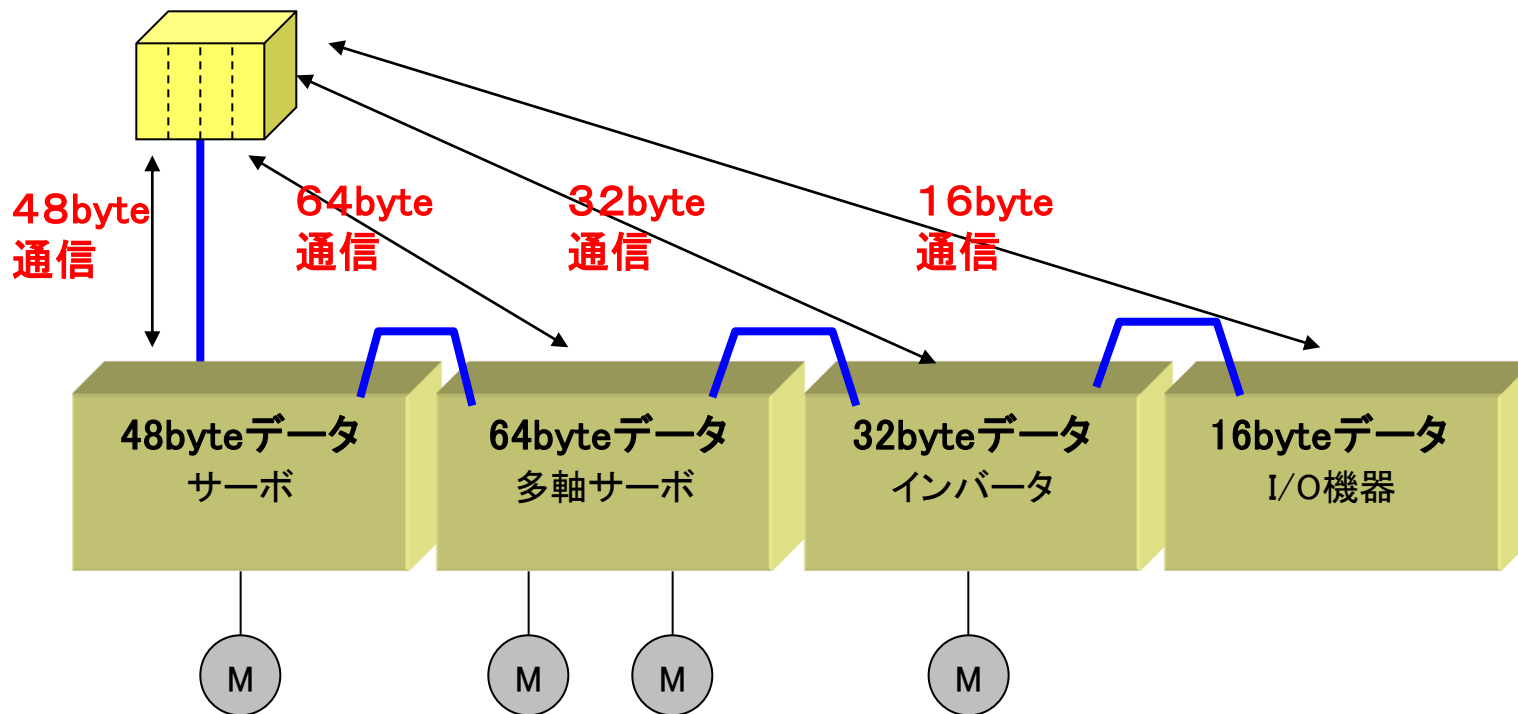 ４８byte
通信
６４byte
通信
３２byte
通信
１６byte
通信
48byteデータ
サーボ
64byteデータ
多軸サーボ
32byteデータ
インバータ
16byteデータ
I/O機器
M
M
M
M